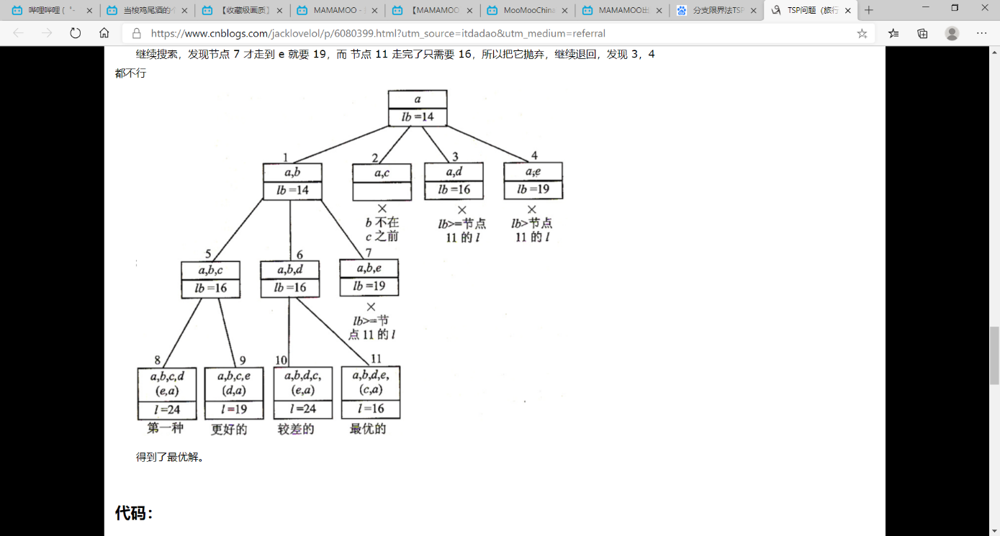 哔哩哔哩 (゜-
当梭鸡尾酒的
【收藏级画质】
MAMAMOO -
【MAMAMOO
MooMooChina
MAMAMOO出
分支限界法TSP
TSP问题（旅行
https://www.cnblogs.com/jacklovelol/p/6080399.html?utm_source=itdadao&utm_medium=referral
继续搜索，发现节点 7 才走到 e 就要 19，而 节点 11 走完了只需要 16，所以把它抛弃，继续退回，发现 3，4
都不行
a
lb =14
1
2
3
4
a,b
a,c
a,d
a,e
lb =14
lb =16
lb =19
×
×
×
b 不在
c 之前
lb>=节点
11 的 l
lb>节点
11 的 l
5
6
7
a,b,c
a,b,d
a,b,e
lb =16
lb =16
lb =19
×
lb>=节
点 11 的 l
8
9
10
11
a,b,c,d
(e,a)
a,b,c,e
(d,a)
a,b,d,c,
(e,a)
a,b,d,e,
(c,a)
l =24
l =19
l =24
l =16
第一种
更好的
较差的
最优的
得到了最优解。
代码：